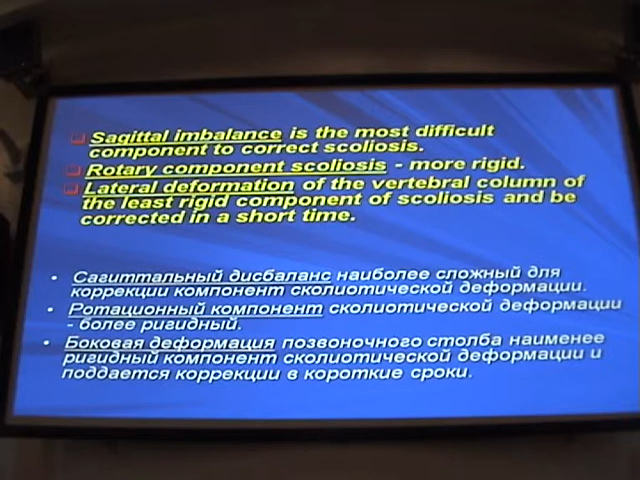 Sagittal imbalance is the most difficult
component to correct scoliosis.
Rotary component scoliosis - more rigid.
Lateral deformation of the vertebral column of
the least rigid component of scoliosis and be
corrected in a short time.
• Сагиттальный дисбаланс наиболее сложный для
коррекции компонент сколиотической деформации.
• Ротационный компонент сколиотической деформации
- более ригидный.
• Боковая деформация позвоночного столба наименее
ригидный компонент сколиотической деформации и
поддается коррекции в короткие сроки.